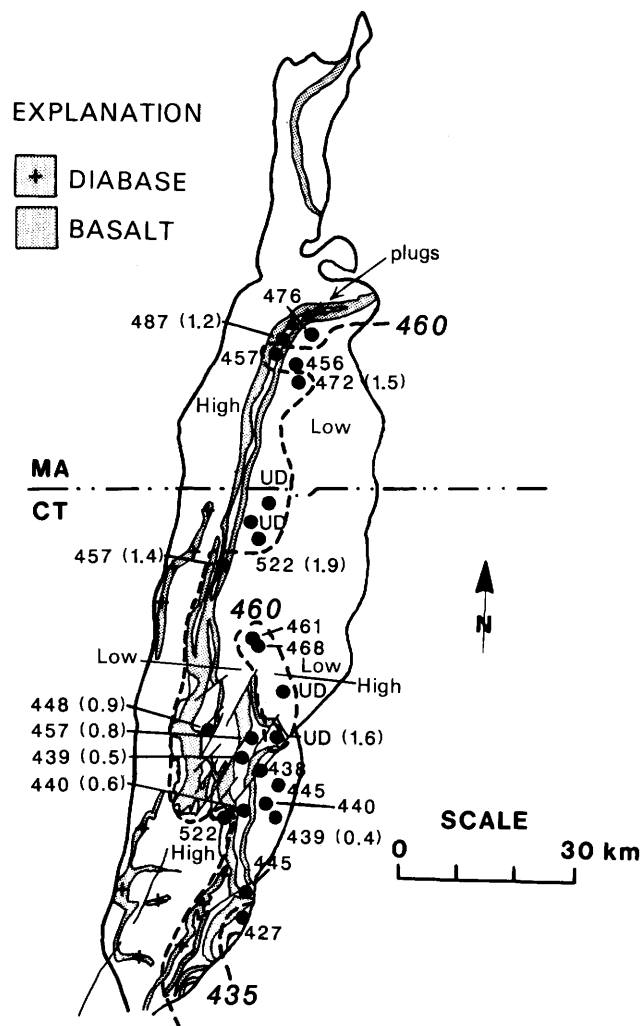 EXPLANATION
+ DIABASE
BASALT
plugs
476
487 (1.2)
460
457
456
472 (1.5)
High
Low
MA
UD
CT
UD
457 (1.4)
522 (1.9)
460
N
461
468
Low
Low
High
UD
448 (0.9)
457 (0.8)
UD (1.6)
439 (0.5)
438
440 (0.6)
445
440
522
439 (0.4)
SCALE
High
0 30 km
445
427
435